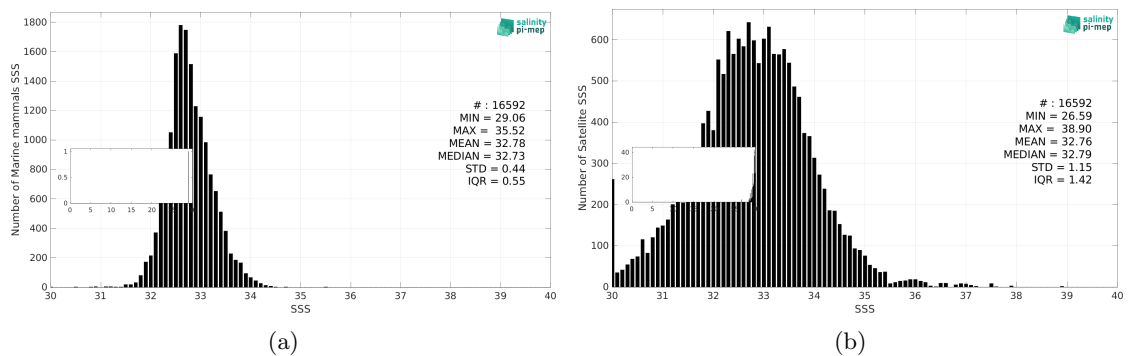 1800
1600
1400
1200
1000
800
600
400
200
0
Number of Marine mammals SSS
salinity
pi-mep
# : 16592
MIN = 29.06
MAX = 35.52
MEAN = 32.78
MEDIAN = 32.73
STD = 0.44
IQR = 0.55
1
0.5
0
0 5 10 15 20
30 31 32 33 34 35 36 37 38 39 40
SSS
(a)
600
500
400
300
200
100
0
Number of Satellite SSS
salinity
pi-mep
# : 16592
MIN = 26.59
MAX = 38.90
MEAN = 32.76
MEDIAN = 32.79
STD = 1.15
IQR = 1.42
40
20
0
0 5 10 15 20
30 31 32 33 34 35 36 37 38 39 40
SSS
(b)